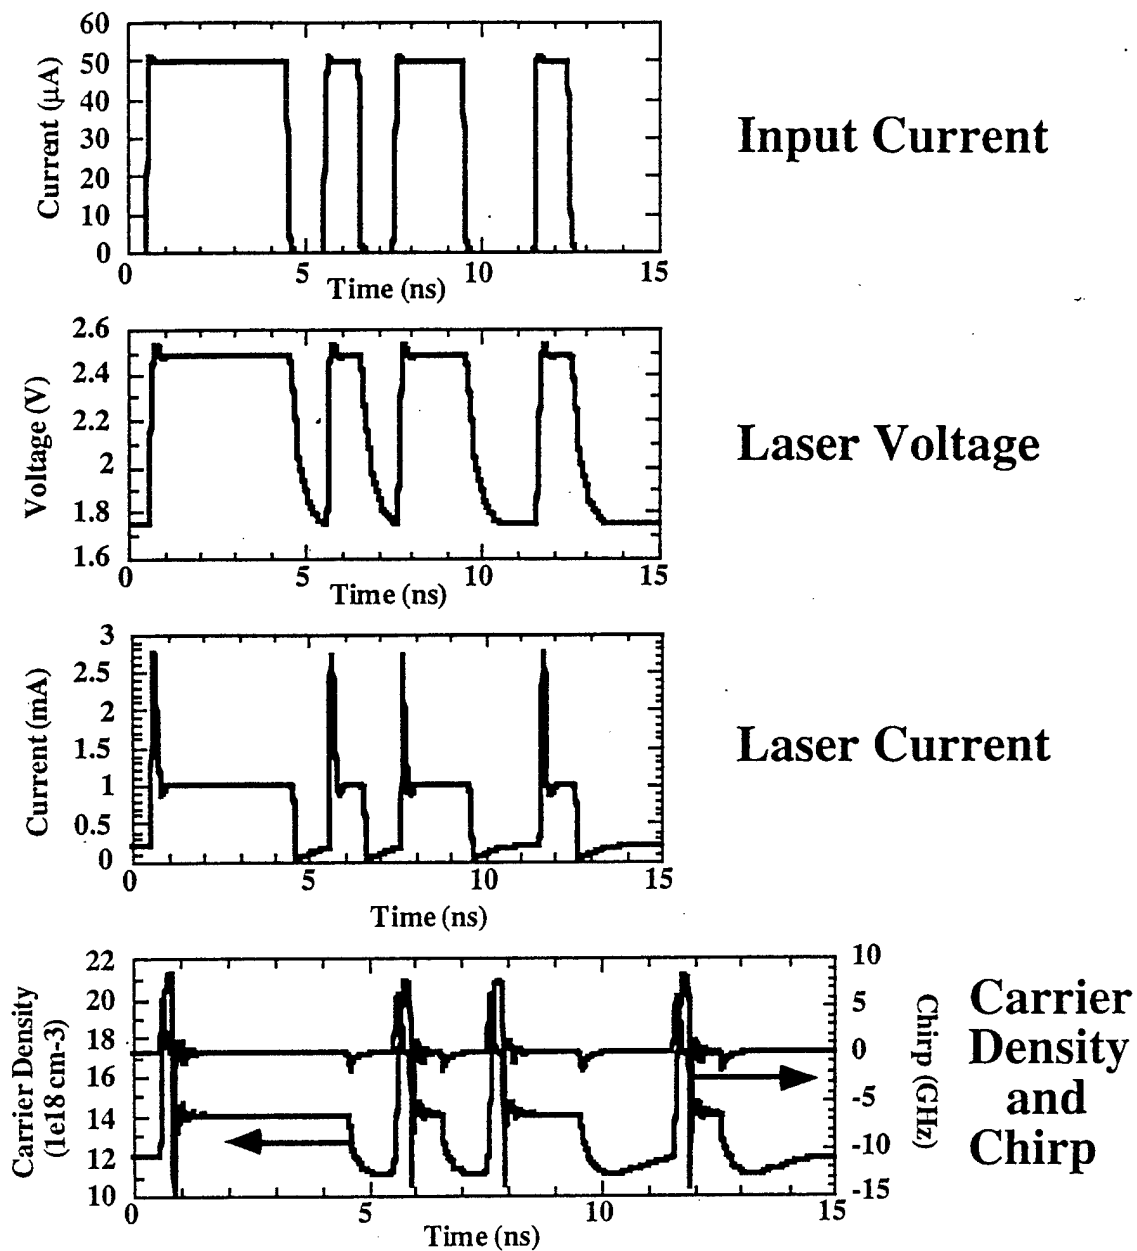 60
50
40
30
20
10
0
Current (μA)
0 5 10 15
Time (ns)
Input Current
2.6
2.4
2.2
2
1.8
1.6
Voltage (V)
0 5 10 15
Time (ns)
Laser Voltage
3
2.5
2
1.5
1
0.5
0
Current (mA)
0 5 10 15
Time (ns)
Laser Current
22
20
18
16
14
12
10
Carrier Density
(1e18 cm-3)
10
5
0
-5
-10
-15
Chirp (GHz)
0 5 10 15
Time (ns)
Carrier
Density
and
Chirp